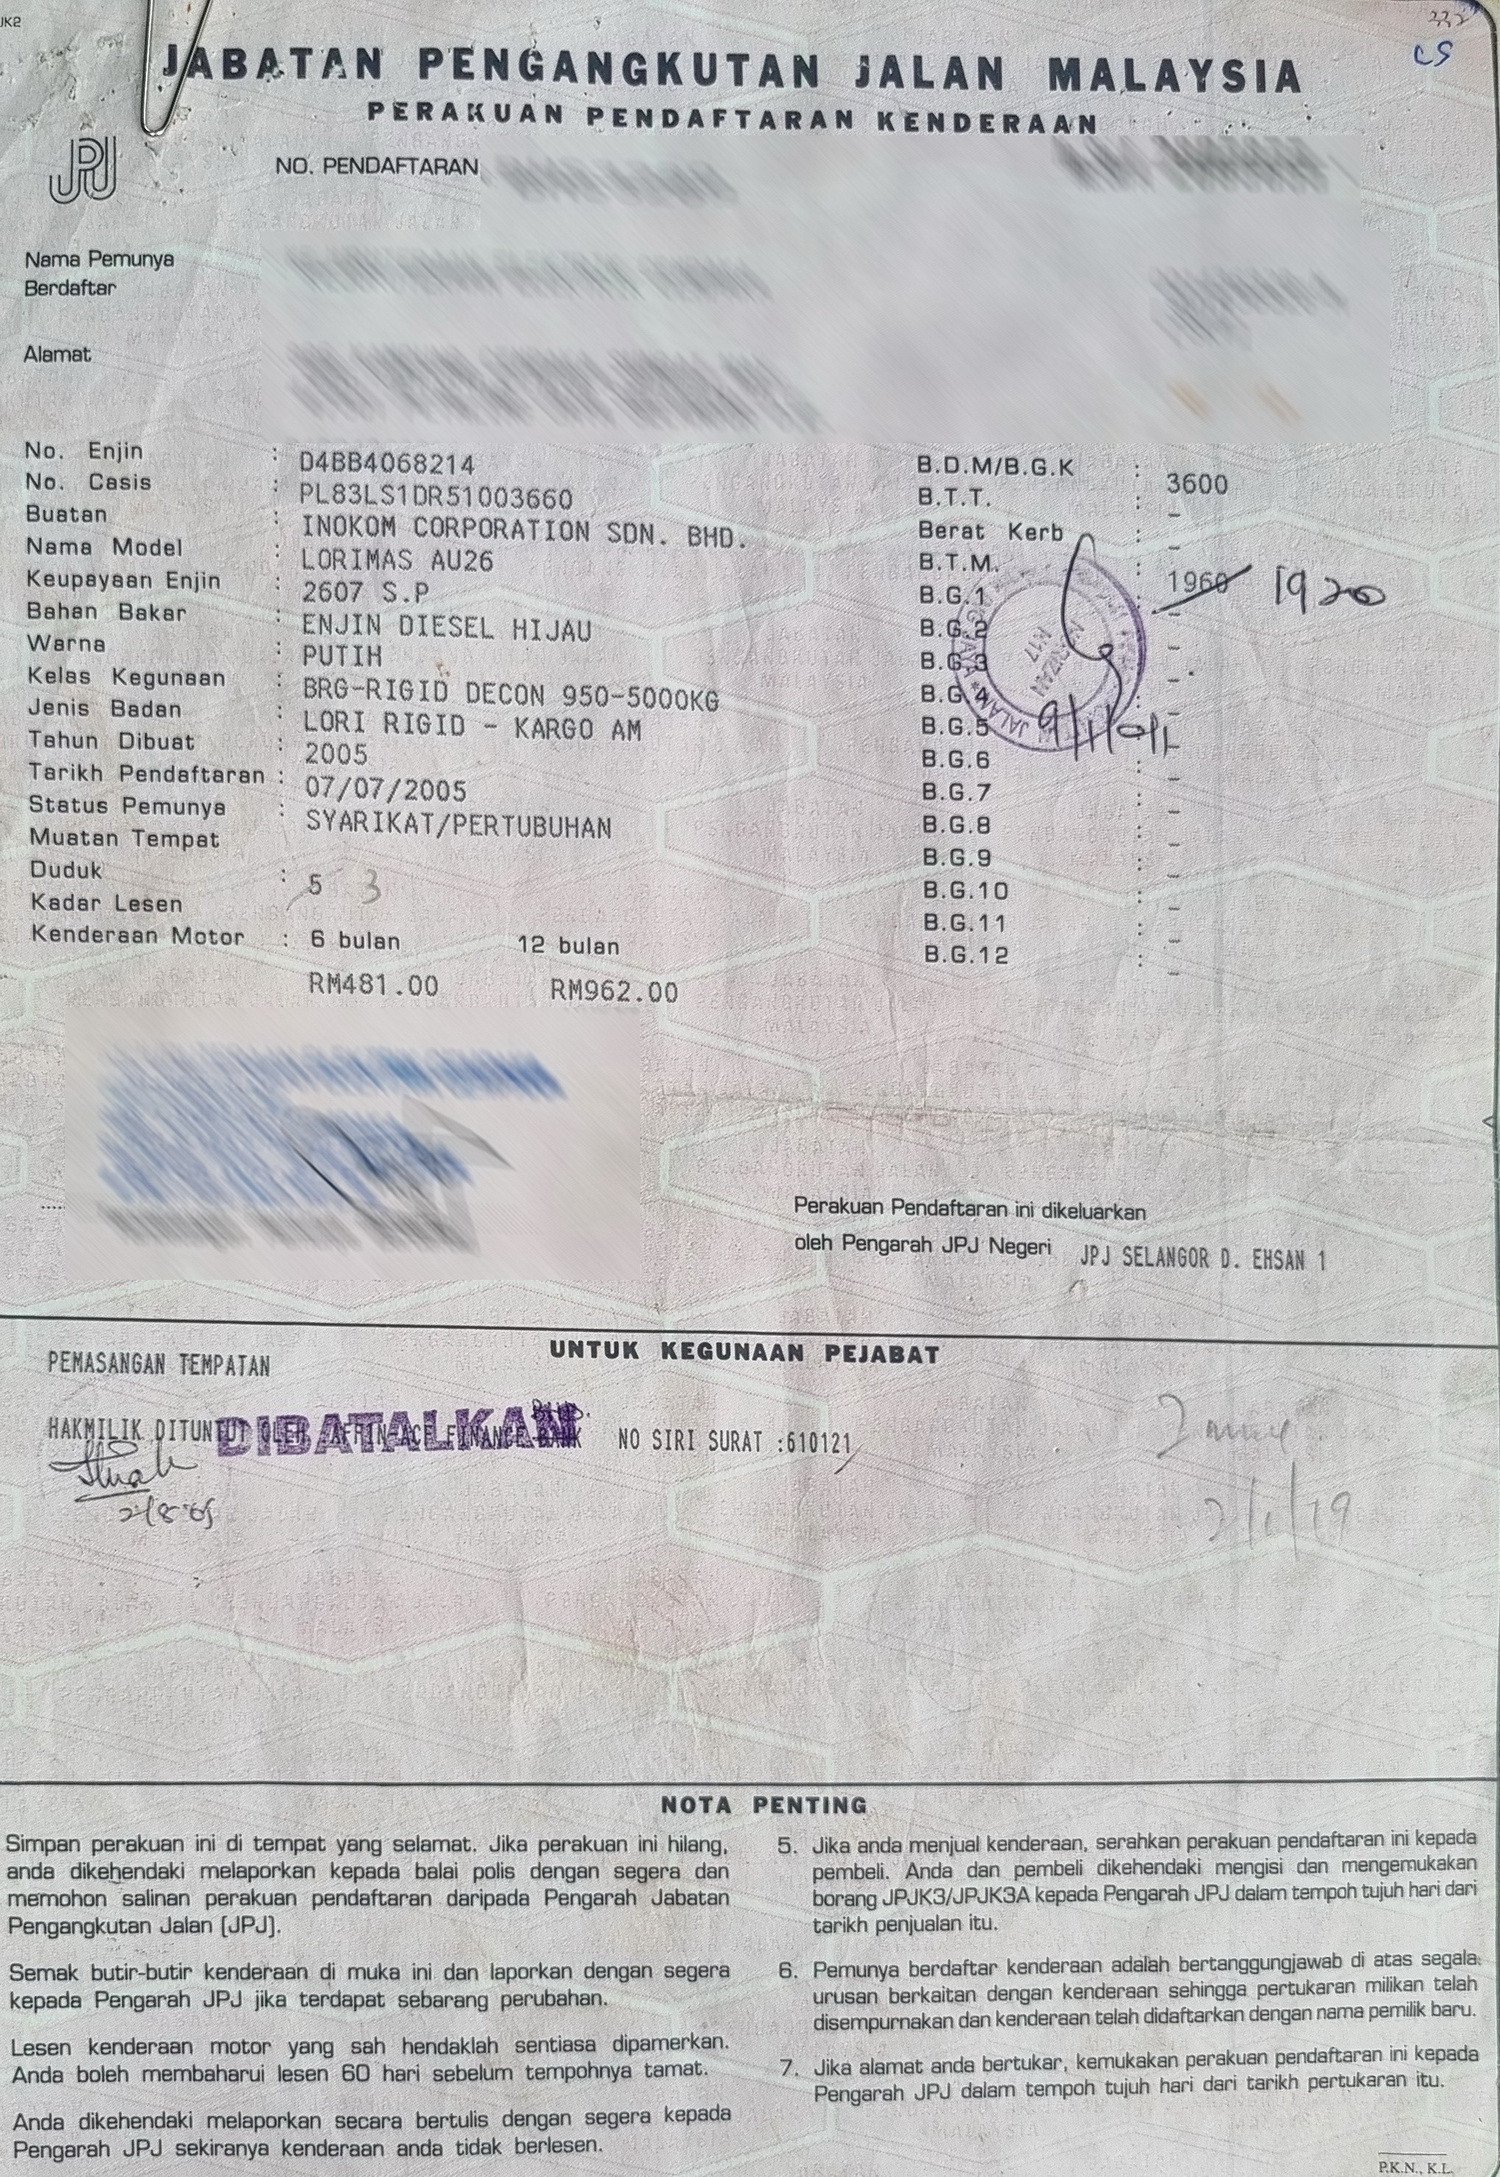 JK2
332
CS
JABATAN PENGANGKUTAN JALAN MALAYSIA
PERAKUAN PENDAFTARAN KENDERAAN
JPJ
NO. PENDAFTARAN
Nama Pemunya
Berdaftar
Alamat
No. Enjin : D4BB4068214
No. Casis : PL83LS1DR51003660
Buatan : INOKOM CORPORATION SDN. BHD.
Nama Model : LORIMAS AU26
Keupayaan Enjin : 2607 S.P
Bahan Bakar : ENJIN DIESEL HIJAU
Warna : PUTIH
Kelas Kegunaan : BRG-RIGID DECON 950-5000KG
Jenis Badan : LORI RIGID - KARGO AM
Tahun Dibuat : 2005
Tarikh Pendaftaran : 07/07/2005
Status Pemunya : SYARIKAT/PERTUBUHAN
Muatan Tempat
Duduk : 5 3
Kadar Lesen
Kenderaan Motor : 6 bulan 12 bulan
RM481.00 RM962.00
B.D.M/B.G.K : 3600
B.T.T. : -
Berat Kerb : -
B.T.M. : 1960 1920
B.G.1 : -
B.G.2 : -
B.G.3 : -
B.G.4 : -
B.G.5 : -
B.G.6 : -
B.G.7 : -
B.G.8 : -
B.G.9 : -
B.G.10 : -
B.G.11 : -
B.G.12 : -
Perakuan Pendaftaran ini dikeluarkan
oleh Pengarah JPJ Negeri JPJ SELANGOR D. EHSAN 1
UNTUK KEGUNAAN PEJABAT
PEMASANGAN TEMPATAN
HAKMILIK DITUNTUT OLEH AFFIN-ACF FINANCE BANK BHD. NO SIRI SURAT :610121
DIBATALKAN
2/8/05
2/1/19
NOTA PENTING
Simpan perakuan ini di tempat yang selamat. Jika perakuan ini hilang,
anda dikehendaki melaporkan kepada balai polis dengan segera dan
memohon salinan perakuan pendaftaran daripada Pengarah Jabatan
Pengangkutan Jalan (JPJ).
Semak butir-butir kenderaan di muka ini dan laporkan dengan segera
kepada Pengarah JPJ jika terdapat sebarang perubahan.
Lesen kenderaan motor yang sah hendaklah sentiasa dipamerkan.
Anda boleh membaharui lesen 60 hari sebelum tempohnya tamat.
Anda dikehendaki melaporkan secara bertulis dengan segera kepada
Pengarah JPJ sekiranya kenderaan anda tidak berlesen.
5. Jika anda menjual kenderaan, serahkan perakuan pendaftaran ini kepada
pembeli. Anda dan pembeli dikehendaki mengisi dan mengemukakan
borang JPJK3/JPJK3A kepada Pengarah JPJ dalam tempoh tujuh hari dari
tarikh penjualan itu.
6. Pemunya berdaftar kenderaan adalah bertanggungjawab di atas segala
urusan berkaitan dengan kenderaan sehingga pertukaran milikan telah
disempurnakan dan kenderaan telah didaftarkan dengan nama pemilik baru.
7. Jika alamat anda bertukar, kemukakan perakuan pendaftaran ini kepada
Pengarah JPJ dalam tempoh tujuh hari dari tarikh pertukaran itu.
P.K.N., K.L.